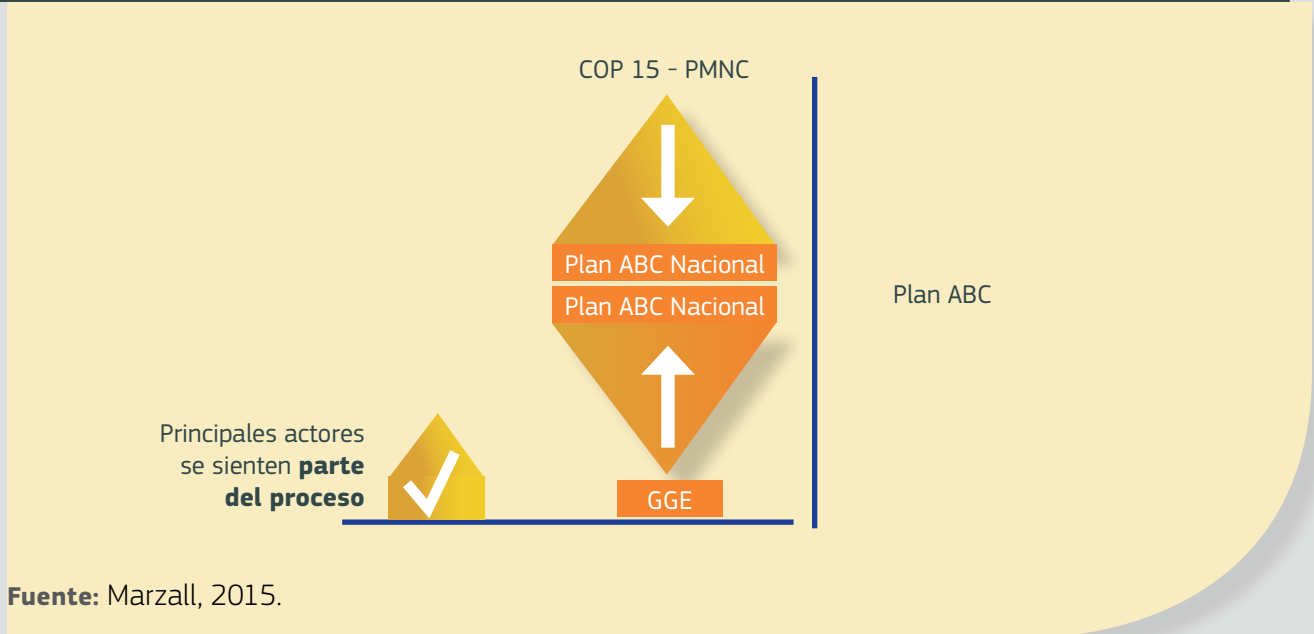 COP 15 - PMNC
Plan ABC Nacional
Plan ABC Nacional
Plan ABC
Principales actores
se sienten parte
del proceso
GGE
Fuente: Marzall, 2015.